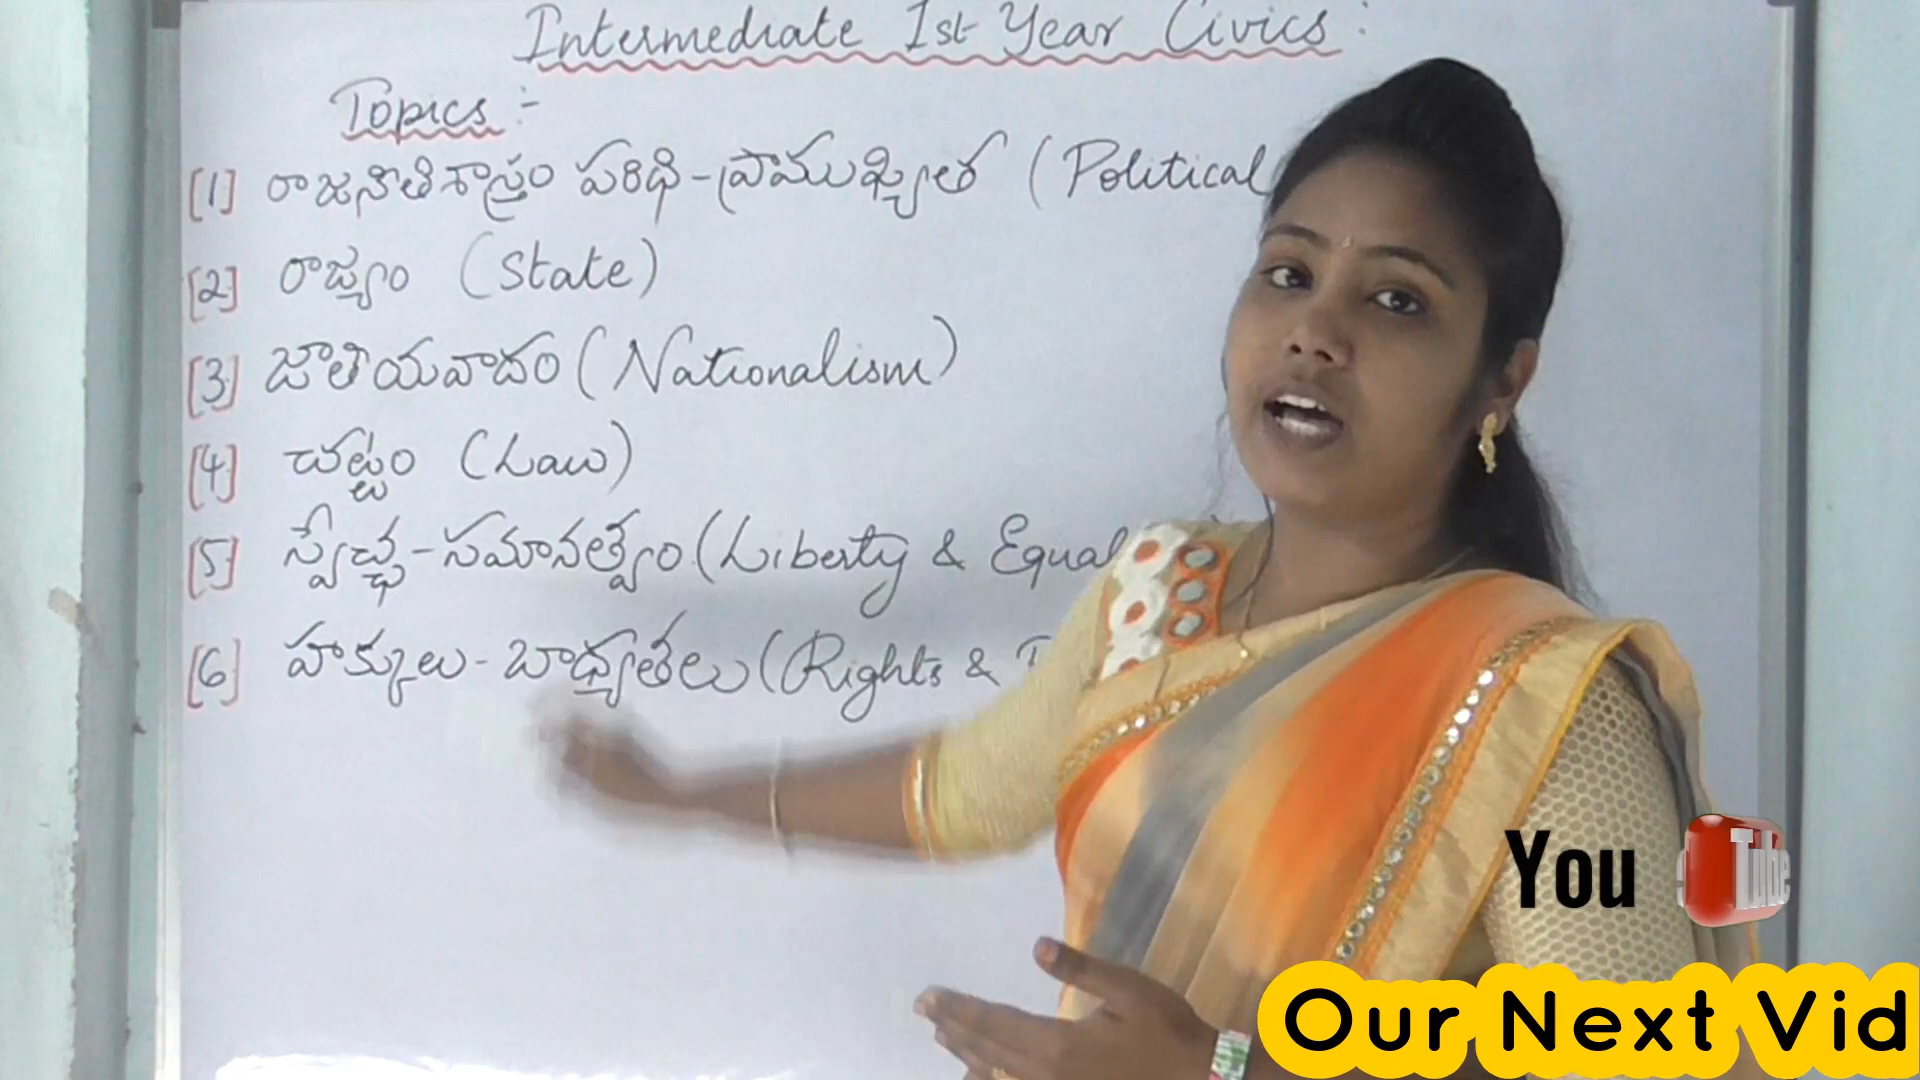 Intermediate Ist Year Civics :
Topics :-
[1] రాజనీతిశాస్త్రం పరిధి - ప్రాముఖ్యత ( Political
[2] రాజ్యం (State)
[3] జాతీయవాదం (Nationalism)
[4] చట్టం (Law)
[5] స్వేచ్ఛ - సమానత్వం (Liberty & Equal
[6] హక్కులు - బాధ్యతలు (Rights &
You Tube
Our Next Vid